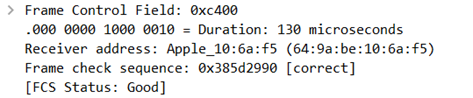 Frame Control Field: 0xc400
.000 0000 1000 0010 = Duration: 130 microseconds
Receiver address: Apple_10:6a:f5 (64:9a:be:10:6a:f5)
Frame check sequence: 0x385d2990 [correct]
[FCS Status: Good]